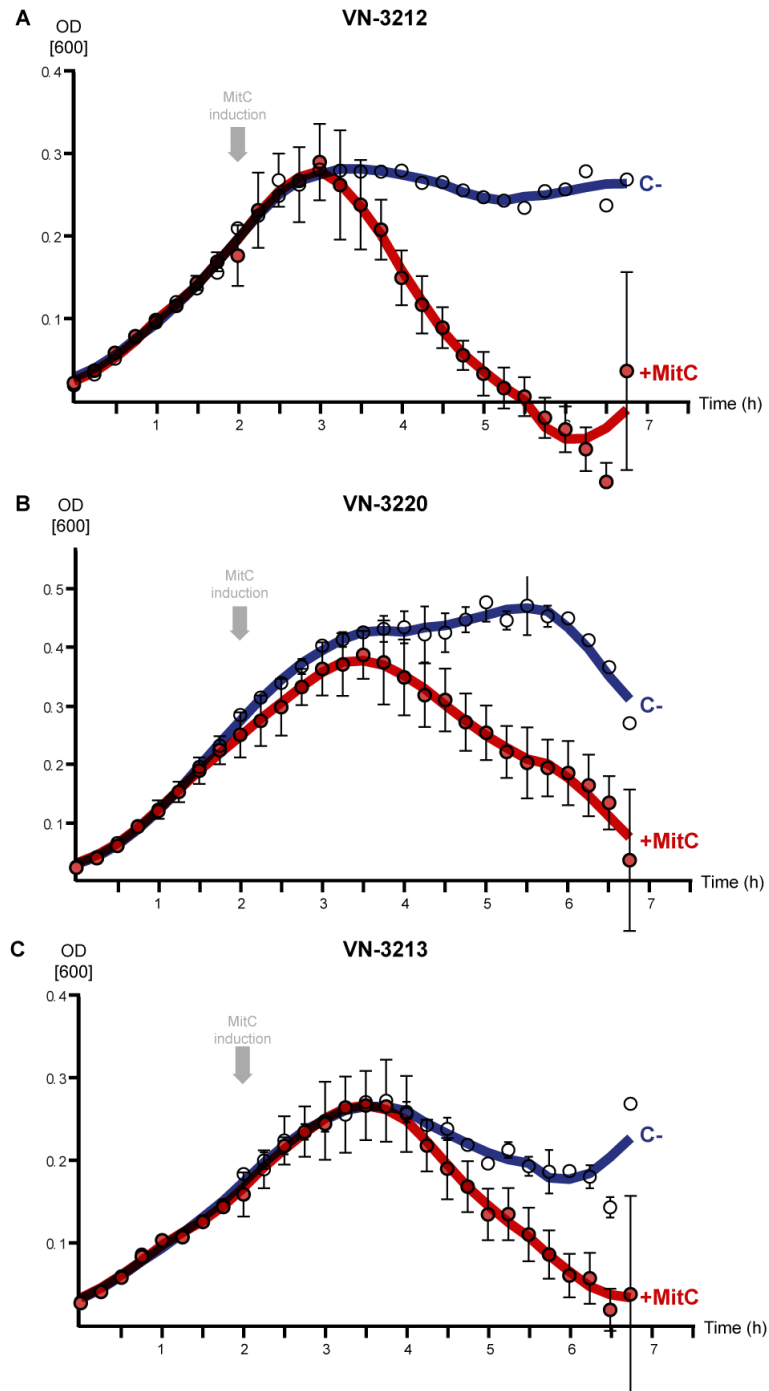 A
OD
[600]
VN-3212
0.4
MitC
induction
0.3
C-
0.2
0.1
+MitC
Time (h)
1 2 3 4 5 6 7
B
OD
[600]
VN-3220
MitC
induction
0.5
0.4
C-
0.3
0.2
+MitC
0.1
Time (h)
1 2 3 4 5 6 7
C
OD
[600]
VN-3213
0.4
MitC
induction
0.3
C-
0.2
0.1
+MitC
Time (h)
1 2 3 4 5 6 7